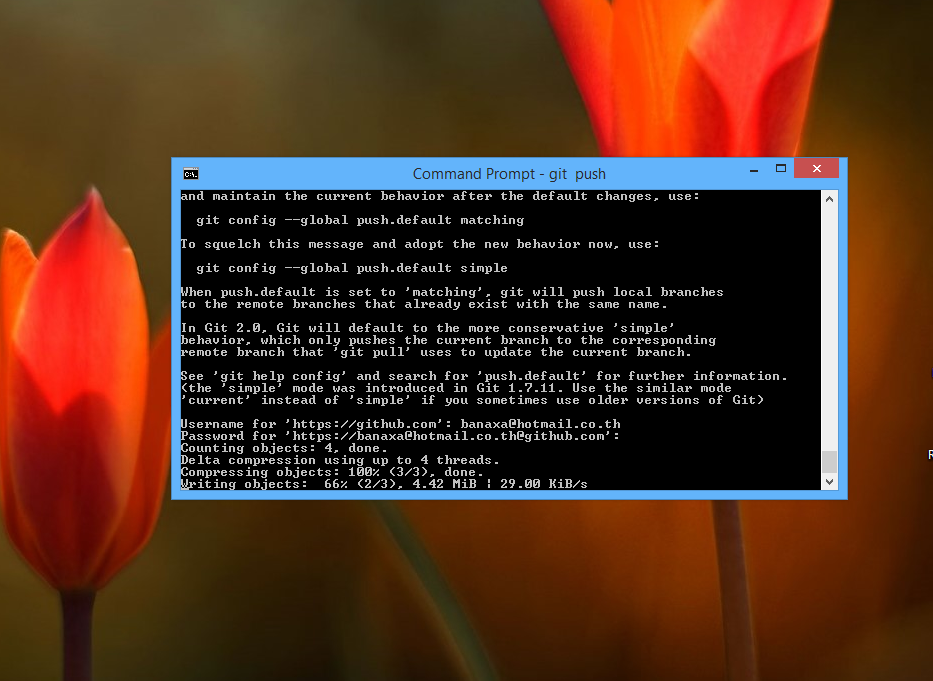 Command Prompt - git  push
and maintain the current behavior after the default changes, use:
git config --global push.default matching
To squelch this message and adopt the new behavior now, use:
git config --global push.default simple
When push.default is set to 'matching', git will push local branches
to the remote branches that already exist with the same name.
In Git 2.0, Git will default to the more conservative 'simple'
behavior, which only pushes the current branch to the corresponding
remote branch that 'git pull' uses to update the current branch.
See 'git help config' and search for 'push.default' for further information.
(the 'simple' mode was introduced in Git 1.7.11. Use the similar mode
'current' instead of 'simple' if you sometimes use older versions of Git)
Username for 'https://github.com': banaxa@hotmail.co.th
Password for 'https://banaxa@hotmail.co.th@github.com':
Counting objects: 4, done.
Delta compression using up to 4 threads.
Compressing objects: 100% (3/3), done.
Writing objects:  66% (2/3), 4.42 MiB | 29.00 KiB/s